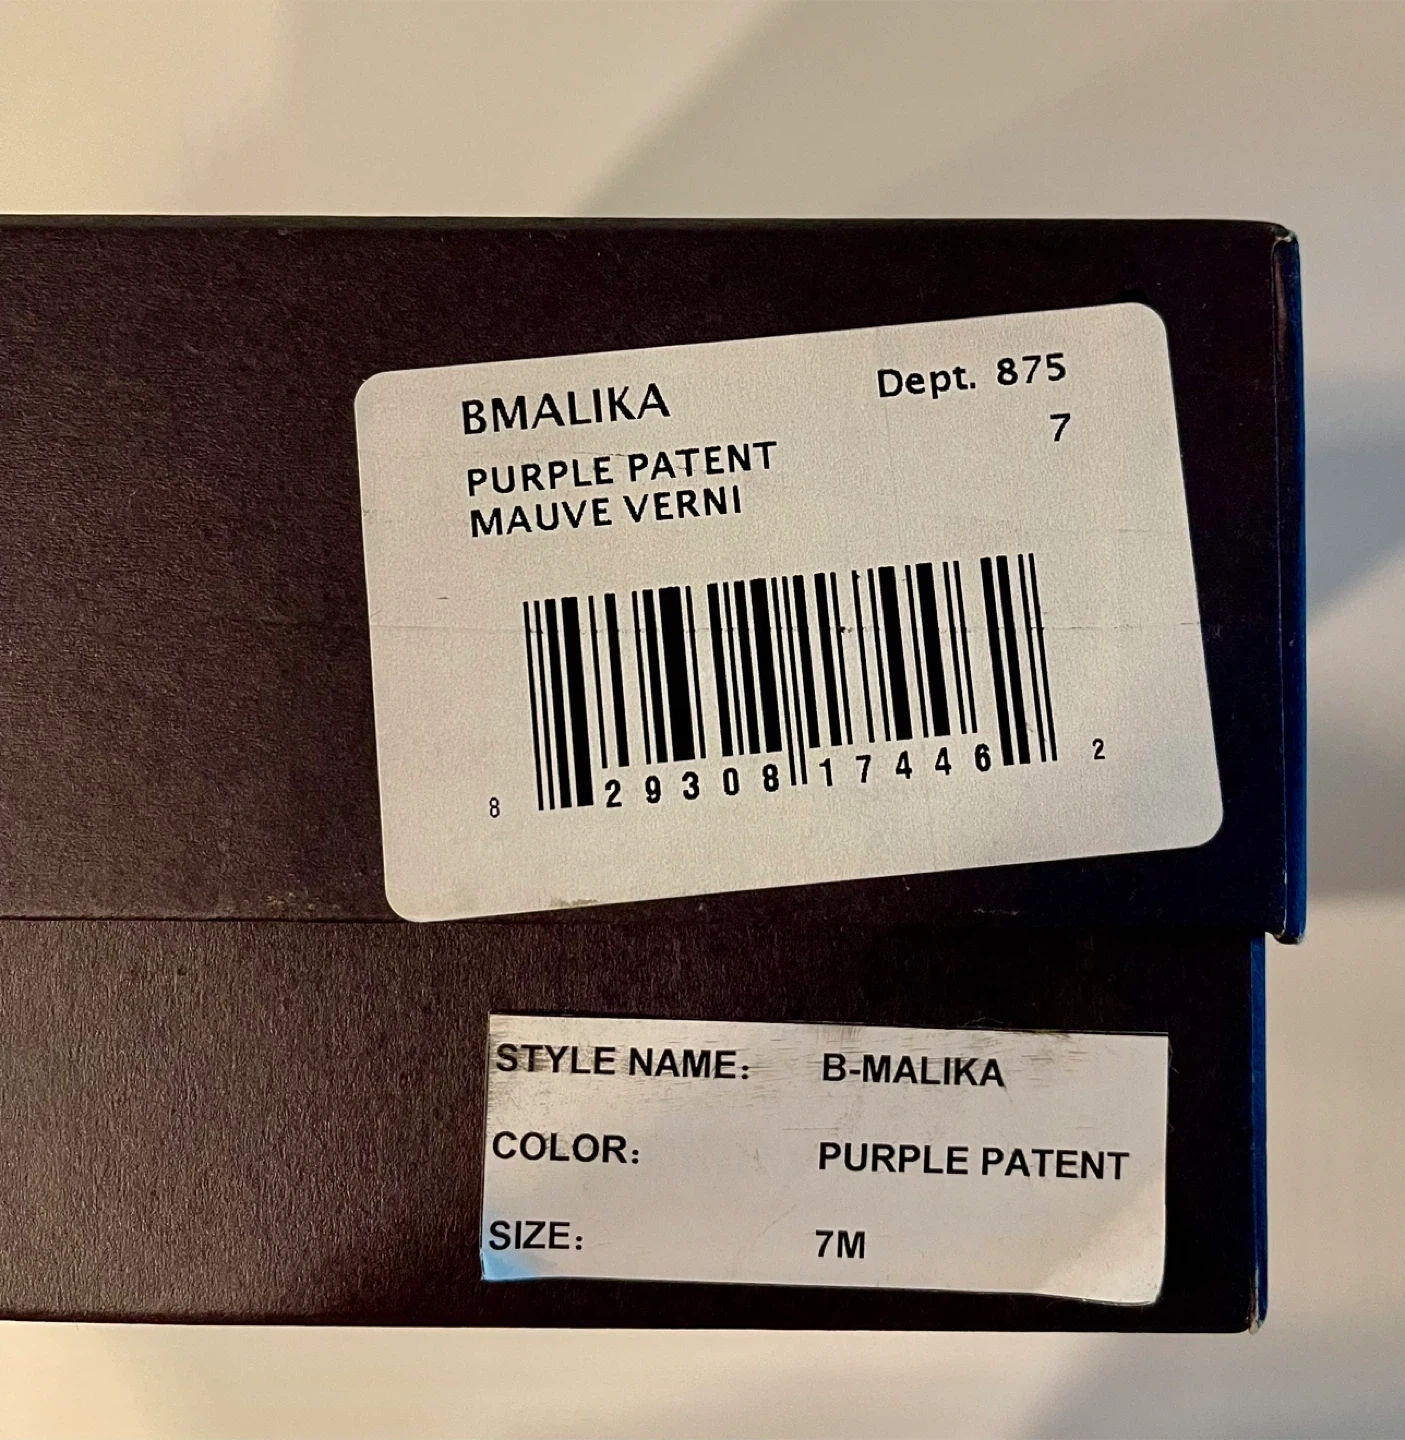 BMALIKA Dept. 875
7
PURPLE PATENT
MAUVE VERNI
8 29308 17446 2
STYLE NAME: B-MALIKA
COLOR: PURPLE PATENT
SIZE: 7M